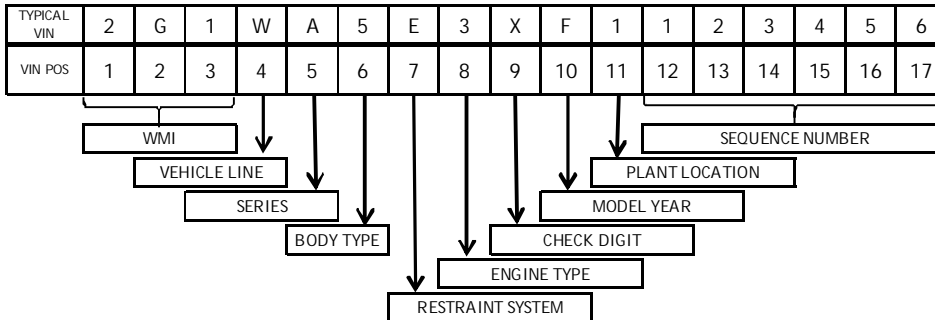 TYPICAL VIN 2 G 1 W A 5 E 3 X F 1 1 2 3 4 5 6
VIN POS 1 2 3 4 5 6 7 8 9 10 11 12 13 14 15 16 17
WMI SEQUENCE NUMBER
VEHICLE LINE PLANT LOCATION
SERIES MODEL YEAR
BODY TYPE CHECK DIGIT
ENGINE TYPE
RESTRAINT SYSTEM